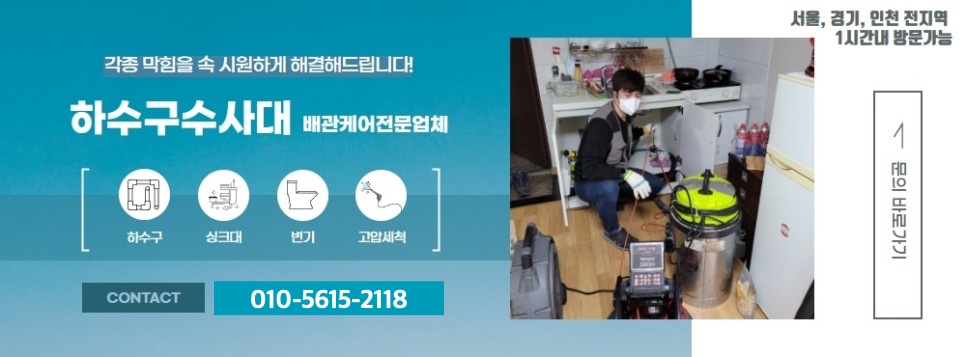 서울, 경기, 인천 전지역
1시간내 방문가능
각종 막힘을 속 시원하게 해결해드립니다!
하수구수사대 배관케어전문업체
하수구 싱크대 변기 고압세척
CONTACT 010-5615-2118
문의 바로가기